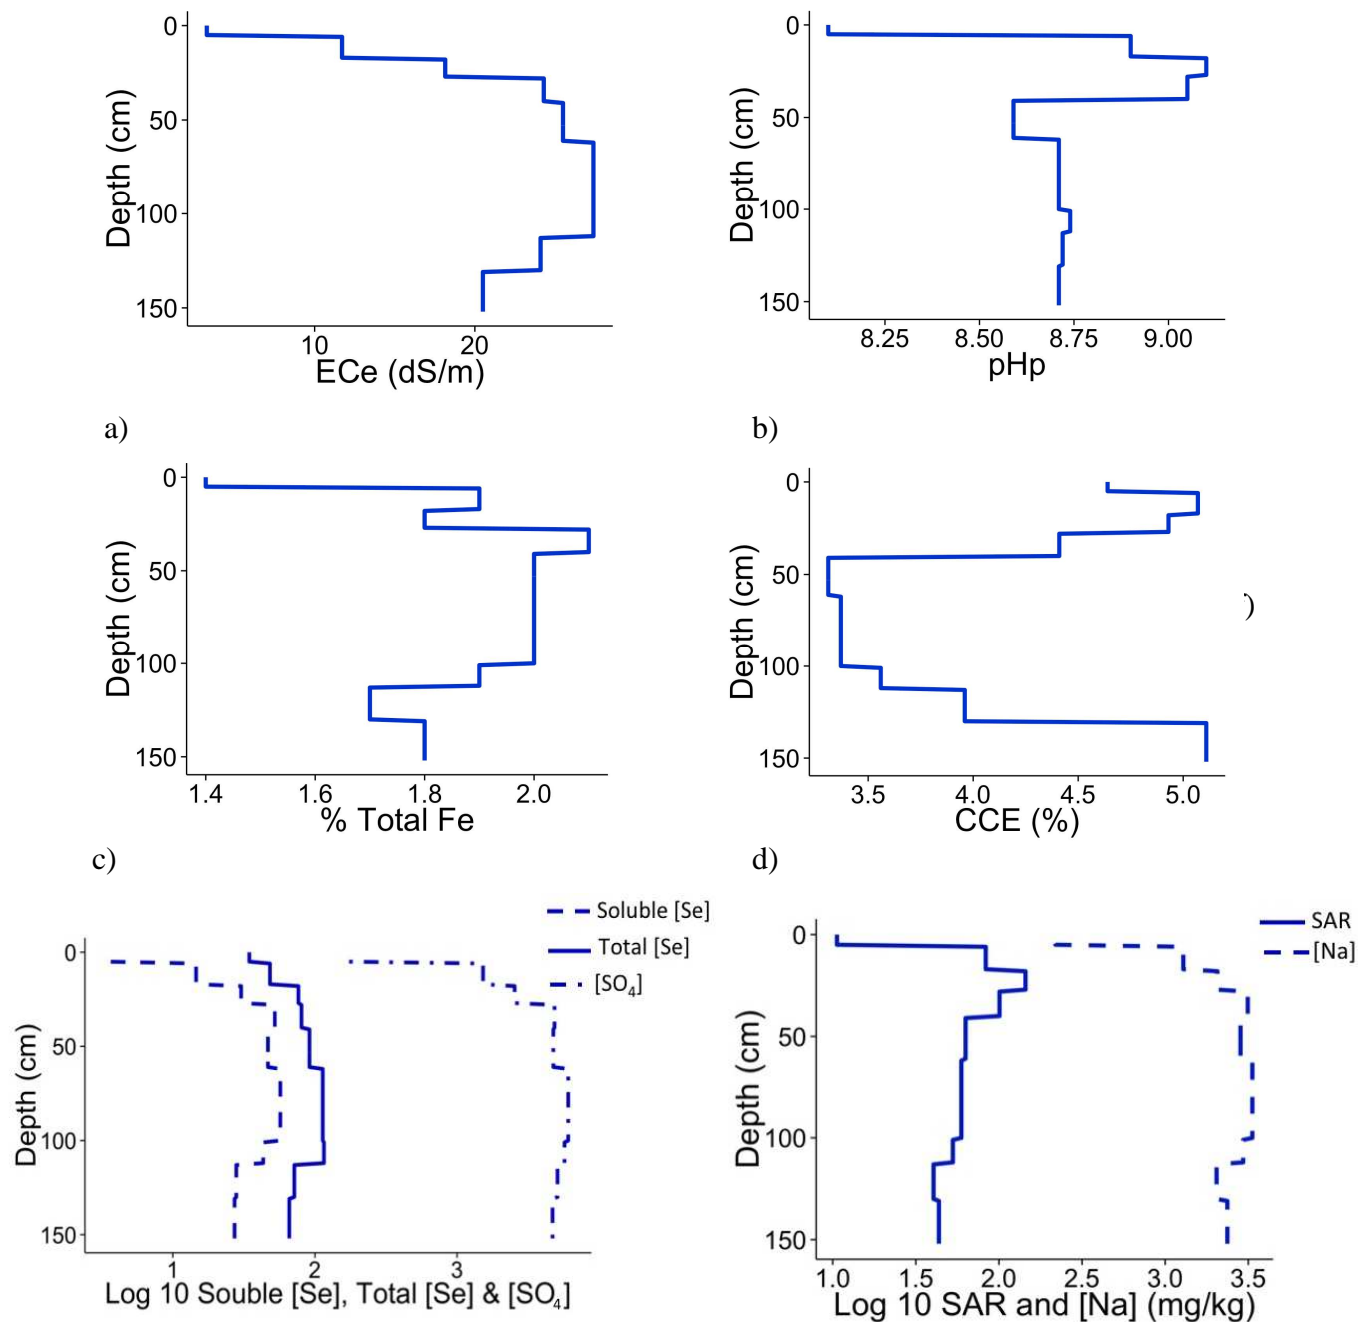 0
50
100
150
Depth (cm)
10
20
ECe (dS/m)
0
50
100
150
Depth (cm)
8.25
8.50
8.75
9.00
pHp
a)
b)
0
50
100
150
Depth (cm)
1.4
1.6
1.8
2.0
% Total Fe
0
50
100
150
Depth (cm)
3.5
4.0
4.5
5.0
CCE (%)
)
c)
d)
Soluble [Se]
Total [Se]
[SO₄]
0
50
100
150
Depth (cm)
1
2
3
Log 10 Souble [Se], Total [Se] & [SO₄]
SAR
[Na]
0
50
100
150
Depth (cm)
1.0
1.5
2.0
2.5
3.0
3.5
Log 10 SAR and [Na] (mg/kg)